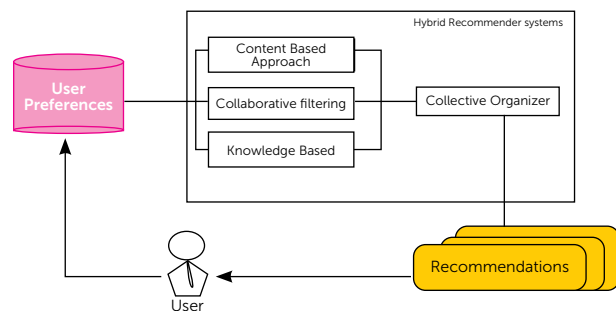 Hybrid Recommender systems
Content Based
Approach
User
Preferences
Collaborative filtering
Collective Organizer
Knowledge Based
Recommendations
User